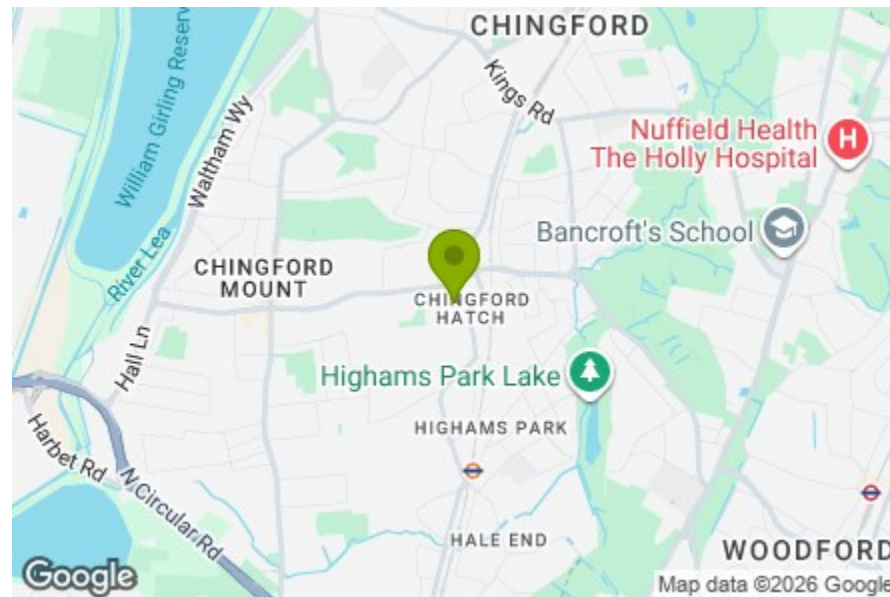 CHINGFORD
William Girling Reserv
Waltham Wy
Kings Rd
Nuffield Health
The Holly Hospital
Bancroft's School
River Lea
CHINGFORD
MOUNT
CHINGFORD
HATCH
Hall Ln
Highams Park Lake
HIGHAMS PARK
Harbet Rd
N Circular Rd
HALE END
WOODFORD
Google
Map data ©2026 Google